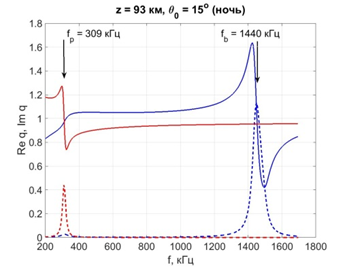 z = 93 км, θ₀ = 15° (ночь)
fₚ = 309 кГц
f_b = 1440 кГц
Re q, Im q
1.8
1.6
1.4
1.2
1
0.8
0.6
0.4
0.2
0
200 400 600 800 1000 1200 1400 1600 1800
f, кГц